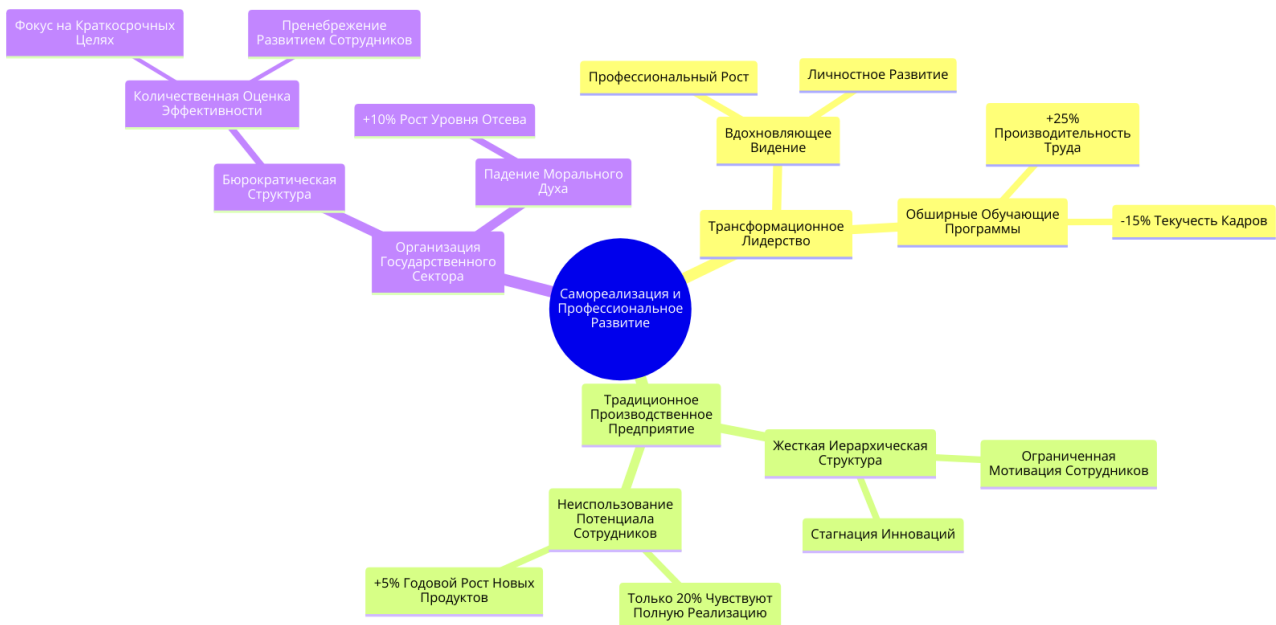 Фокус на Краткосрочных
Целях
Пренебрежение
Развитием Сотрудников
Количественная Оценка
Эффективности
+10% Рост Уровня Отсева
Бюрократическая
Структура
Падение Морального
Духа
Организация
Государственного
Сектора
Профессиональный Рост
Личностное Развитие
Вдохновляющее
Видение
+25%
Производительность
Труда
Трансформационное
Лидерство
Обширные Обучающие
Программы
-15% Текучесть Кадров
Самореализация и
Профессиональное
Развитие
Традиционное
Производственное
Предприятие
Жесткая Иерархическая
Структура
Ограниченная
Мотивация Сотрудников
Стагнация Инноваций
Неиспользование
Потенциала
Сотрудников
+5% Годовой Рост Новых
Продуктов
Только 20% Чувствуют
Полную Реализацию